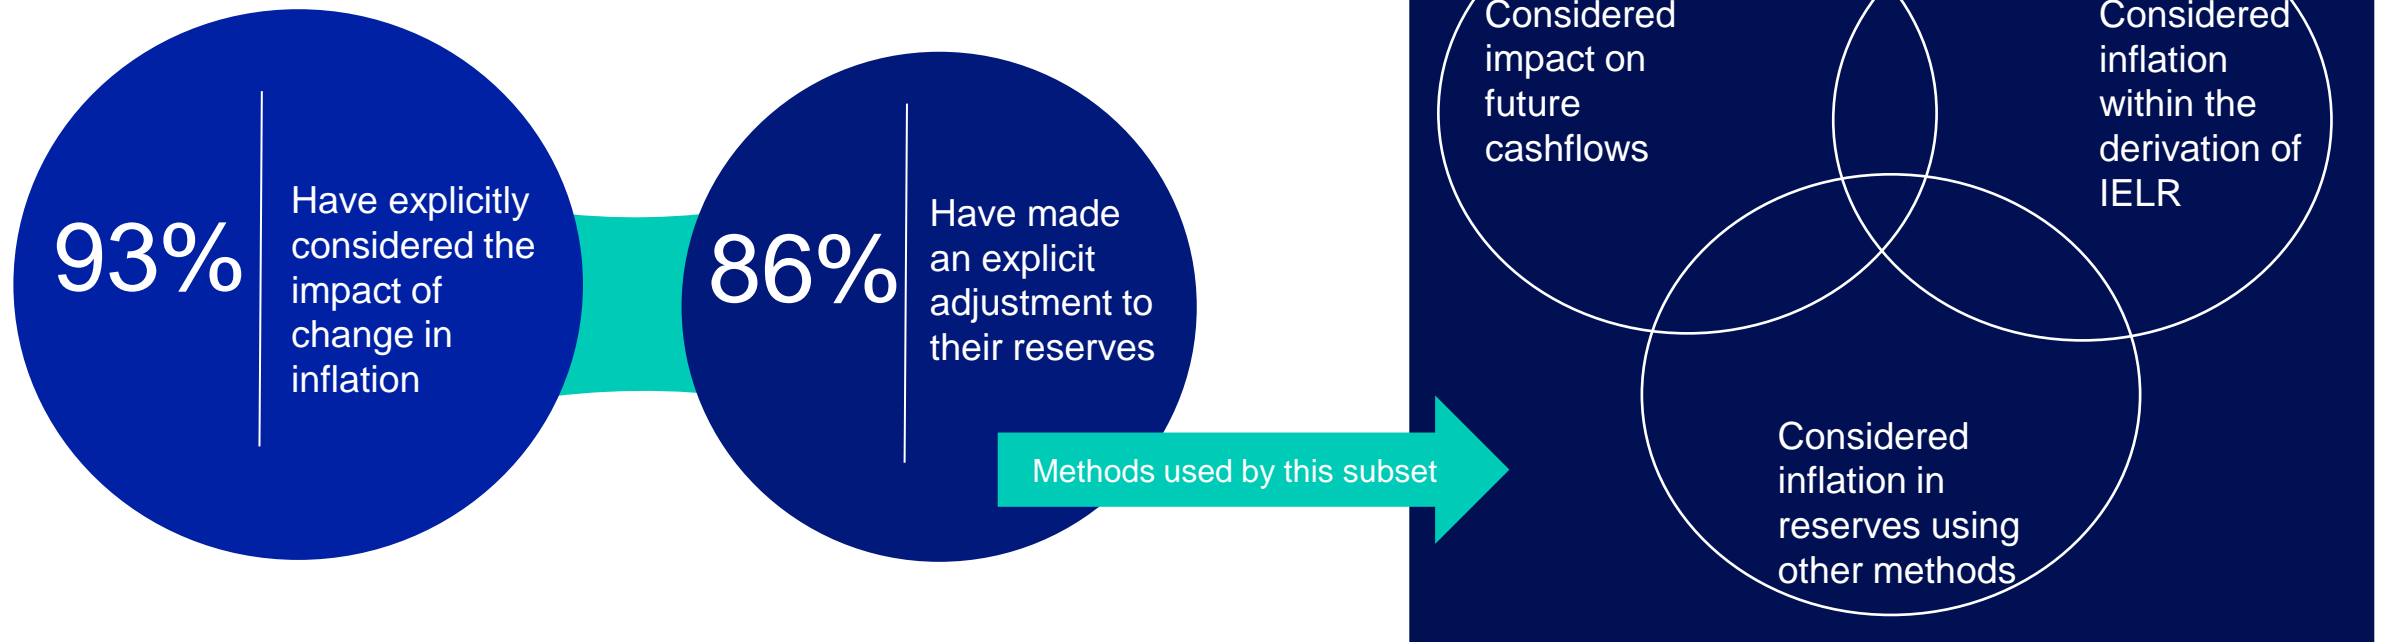 93%
Have explicitly
considered the
impact of
change in
inflation
86%
Have made
an explicit
adjustment to
their reserves
Methods used by this subset
Considered
impact on
future
cashflows
Considered
inflation
within the
derivation of
IELR
Considered
inflation in
reserves using
other methods